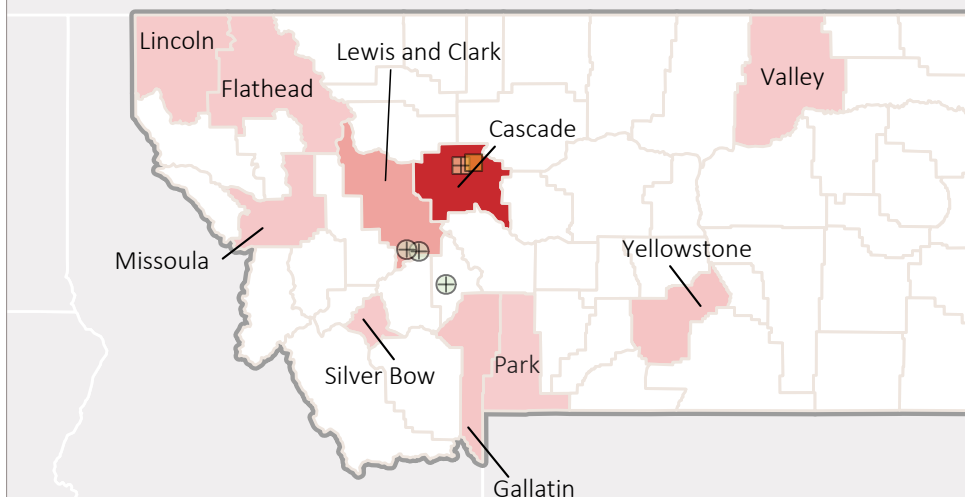 Lincoln
Lewis and Clark
Flathead
Valley
Cascade
Missoula
Yellowstone
Silver Bow
Park
Gallatin